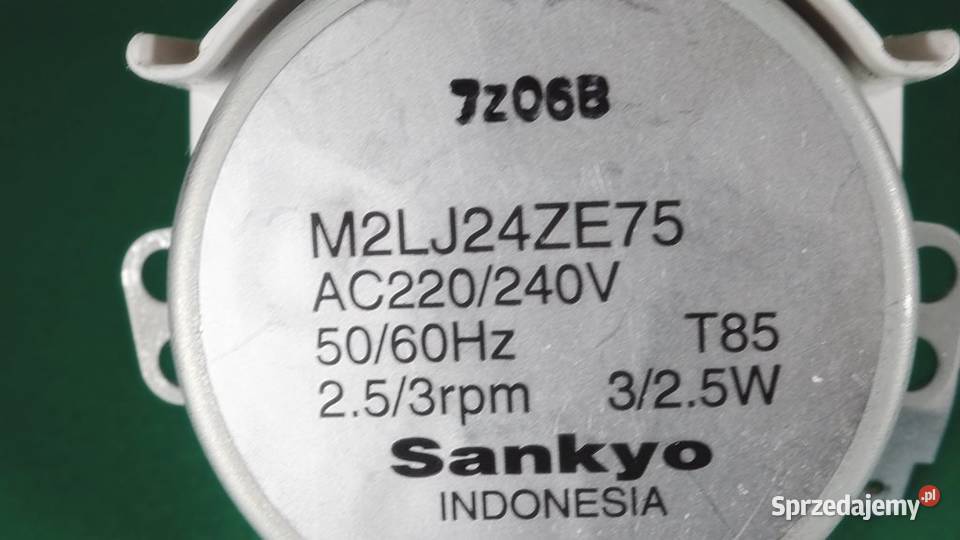 7Z06B
M2LJ24ZE75
AC220/240V
50/60Hz T85
2.5/3rpm 3/2.5W
Sankyo
INDONESIA
Sprzedajemy.pl